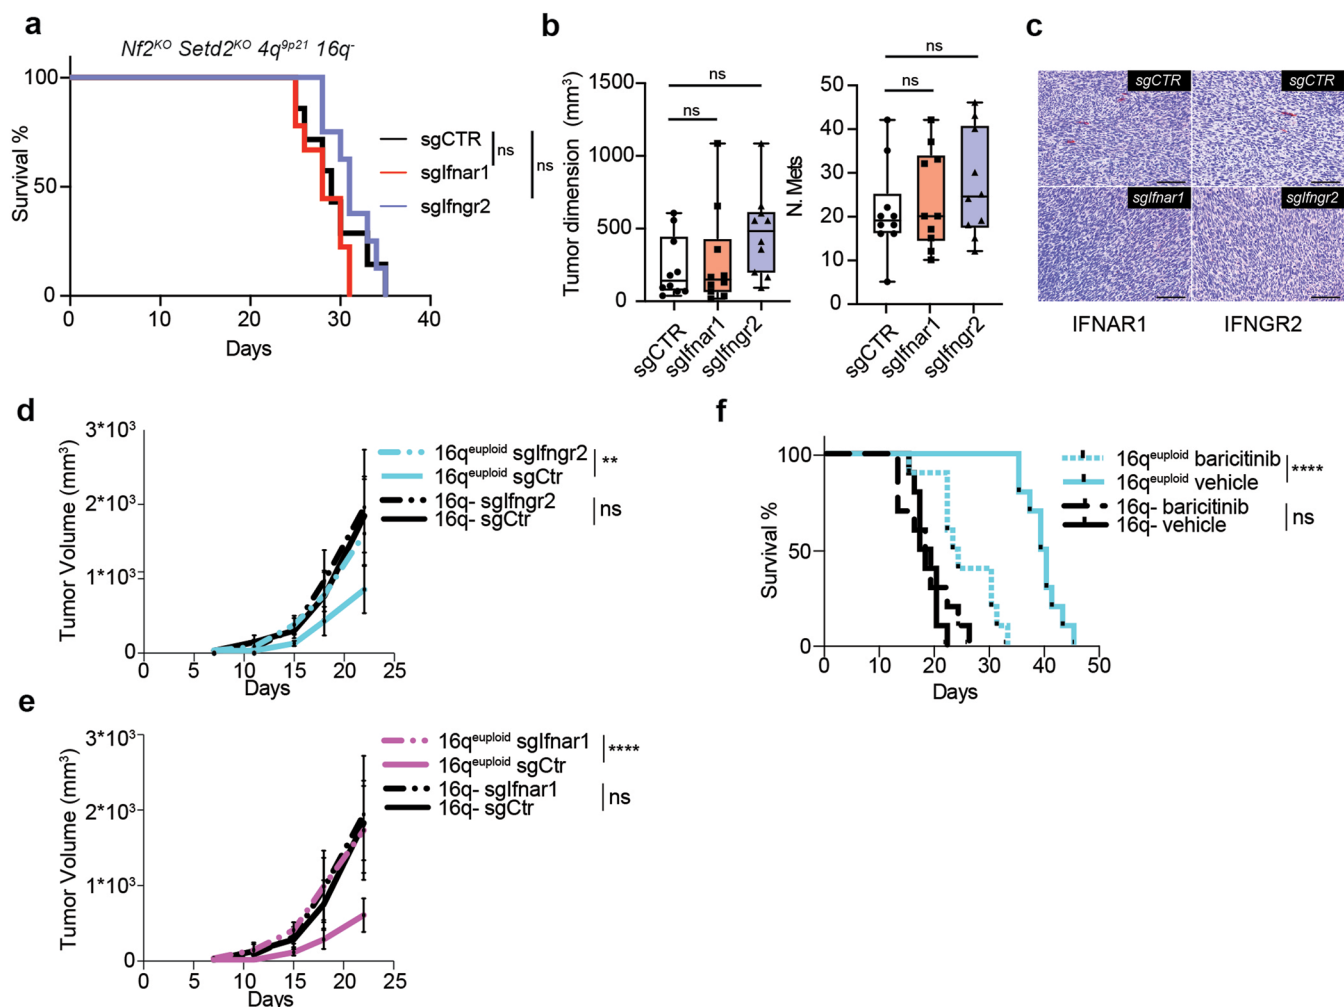 a
Nf2KO Setd2KO 4q9p21 16q-
Survival %
100
50
0
0 10 20 30 40
Days
sgCTR
sgIfnar1
sgIfngr2
ns
ns
b
Tumor dimension (mm3)
1500
1000
500
0
ns
ns
sgCTR
sgIfnar1
sgIfngr2
N. Mets
50
40
30
20
10
0
ns
ns
sgCTR
sgIfnar1
sgIfngr2
c
sgCTR
sgCTR
sgIfnar1
sgIfngr2
IFNAR1
IFNGR2
d
Tumor Volume (mm3)
3*103
2*103
1*103
0
0 5 10 15 20 25
Days
16qeuploid sgIfngr2
16qeuploid sgCtr
**
16q- sgIfngr2
16q- sgCtr
ns
e
Tumor Volume (mm3)
3*103
2*103
1*103
0
0 5 10 15 20 25
Days
16qeuploid sgIfnar1
16qeuploid sgCtr
****
16q- sgIfnar1
16q- sgCtr
ns
f
Survival %
100
50
0
0 10 20 30 40 50
Days
16qeuploid baricitinib
16qeuploid vehicle
****
16q- baricitinib
16q- vehicle
ns